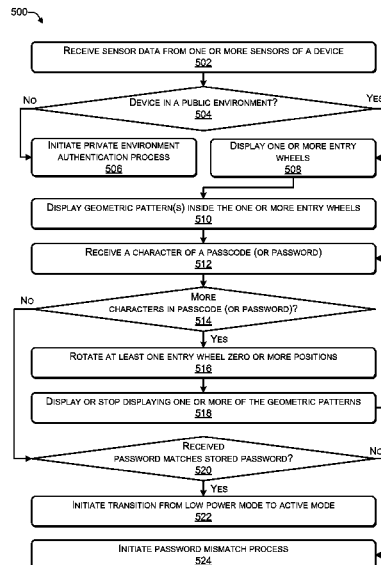 500
RECEIVE SENSOR DATA FROM ONE OR MORE SENSORS OF A DEVICE
502
NO
DEVICE IN A PUBLIC ENVIRONMENT?
504
YES
INITIATE PRIVATE ENVIRONMENT
AUTHENTICATION PROCESS
506
DISPLAY ONE OR MORE ENTRY
WHEELS
508
DISPLAY GEOMETRIC PATTERN(S) INSIDE THE ONE OR MORE ENTRY WHEELS
510
RECEIVE A CHARACTER OF A PASSCODE (OR PASSWORD)
512
NO
MORE
CHARACTERS IN PASSCODE (OR PASSWORD)?
514
YES
ROTATE AT LEAST ONE ENTRY WHEEL ZERO OR MORE POSITIONS
516
DISPLAY OR STOP DISPLAYING ONE OR MORE OF THE GEOMETRIC PATTERNS
518
RECEIVED
PASSWORD MATCHES STORED PASSWORD?
520
NO
YES
INITIATE TRANSITION FROM LOW POWER MODE TO ACTIVE MODE
522
INITIATE PASSWORD MISMATCH PROCESS
524